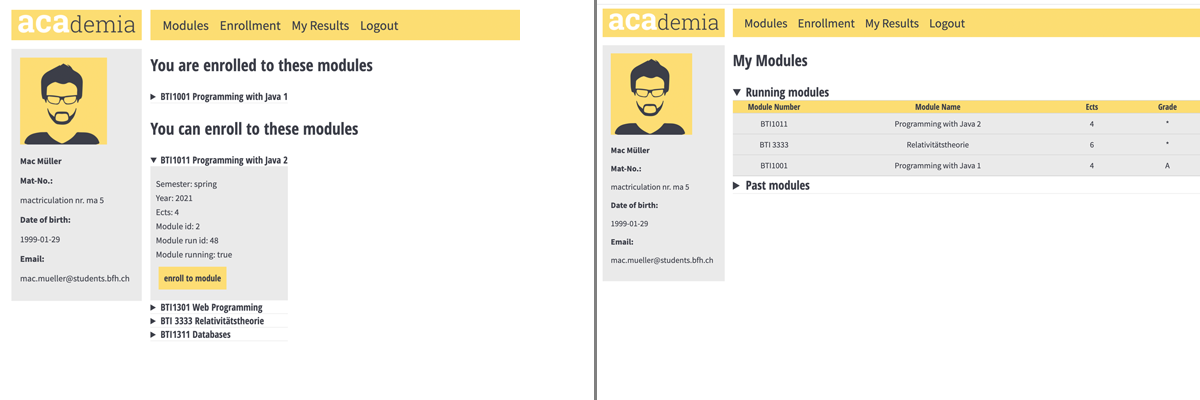 academia
Modules Enrollment My Results Logout
Mac Müller
Mat-No.:
mactriculation nr. ma 5
Date of birth:
1999-01-29
Email:
mac.mueller@students.bfh.ch
You are enrolled to these modules
BTI1001 Programming with Java 1
You can enroll to these modules
BTI1011 Programming with Java 2
Semester: spring
Year: 2021
Ects: 4
Module id: 2
Module run id: 48
Module running: true
enroll to module
BTI1301 Web Programming
BTI 3333 Relativitätstheorie
BTI1311 Databases
academia
Modules Enrollment My Results Logout
Mac Müller
Mat-No.:
mactriculation nr. ma 5
Date of birth:
1999-01-29
Email:
mac.mueller@students.bfh.ch
My Modules
Running modules
Module Number Module Name Ects Grade
BTI1011 Programming with Java 2 4 *
BTI 3333 Relativitätstheorie 6 *
BTI1001 Programming with Java 1 4 A
Past modules